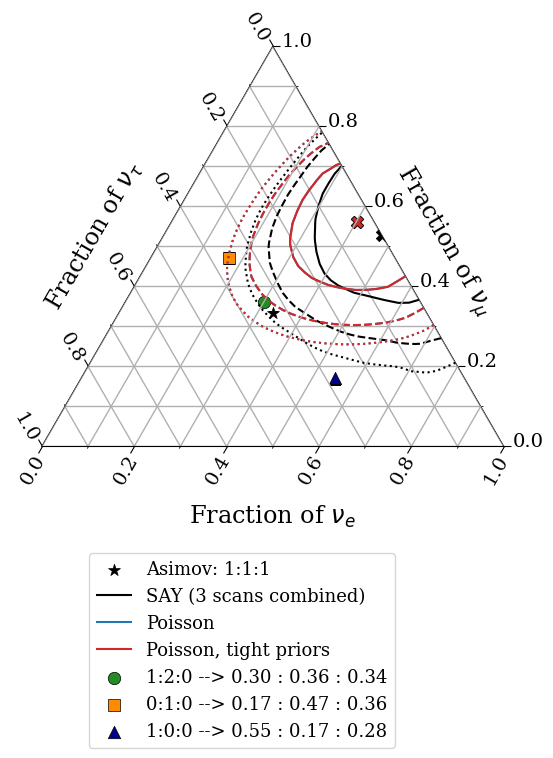 0.0
1.0
0.2
0.8
0.4
0.6
Fraction of ν_τ
Fraction of ν_μ
0.6
0.4
0.8
0.2
1.0
0.0
0.0
0.2
0.4
0.6
0.8
1.0
Fraction of ν_e
Asimov: 1:1:1
SAY (3 scans combined)
Poisson
Poisson, tight priors
1:2:0 --> 0.30 : 0.36 : 0.34
0:1:0 --> 0.17 : 0.47 : 0.36
1:0:0 --> 0.55 : 0.17 : 0.28